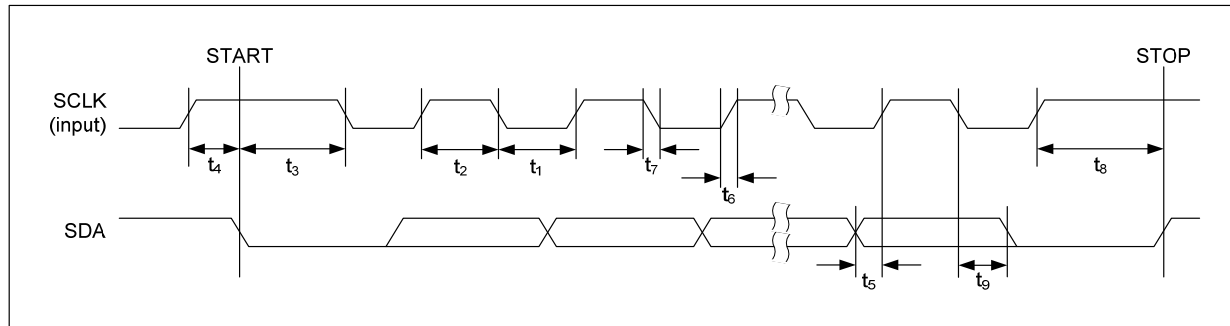 START STOP
SCLK
(input)
t4 t3 t2 t1 t7 t6 t8
SDA
t5 t9